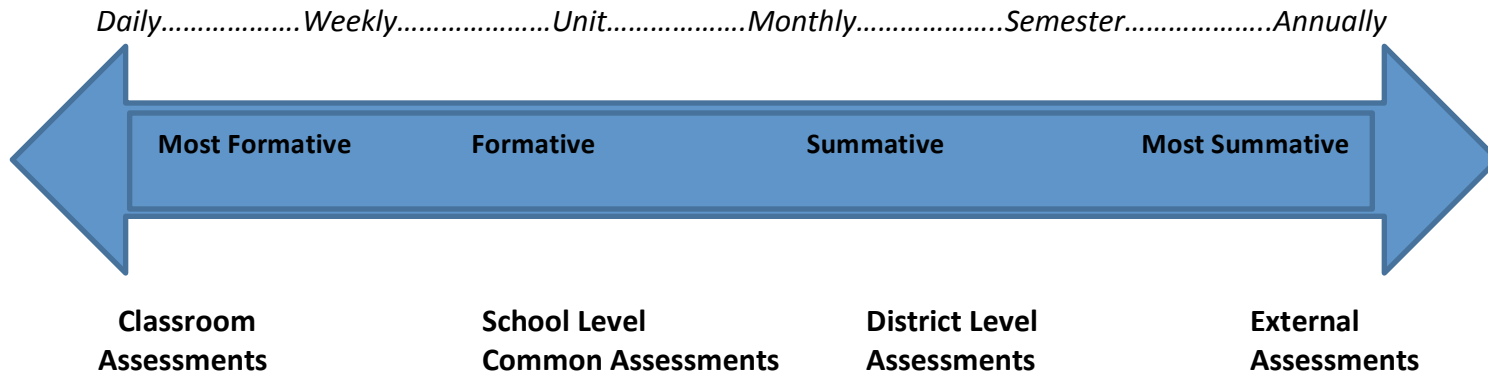 Daily……………….Weekly…………………Unit……………….Monthly………………..Semester………………..Annually
Most Formative Formative Summative Most Summative
Classroom School Level District Level External
Assessments Common Assessments Assessments Assessments